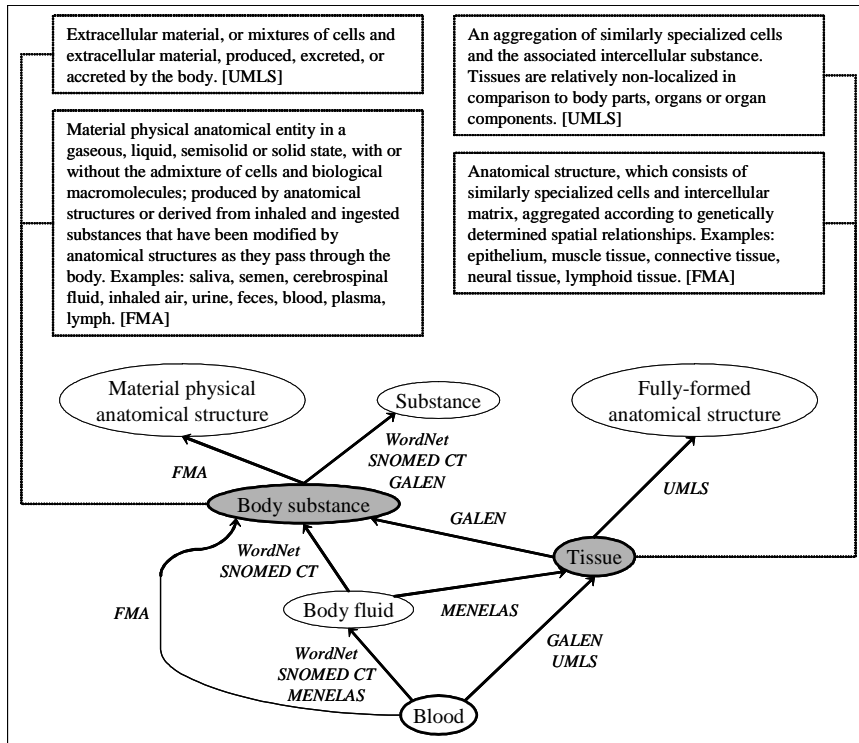 Extracellular material, or mixtures of cells and
extracellular material, produced, excreted, or
accreted by the body. [UMLS]
An aggregation of similarly specialized cells
and the associated intercellular substance.
Tissues are relatively non-localized in
comparison to body parts, organs or organ
components. [UMLS]
Material physical anatomical entity in a
gaseous, liquid, semisolid or solid state, with or
without the admixture of cells and biological
macromolecules; produced by anatomical
structures or derived from inhaled and ingested
substances that have been modified by
anatomical structures as they pass through the
body. Examples: saliva, semen, cerebrospinal
fluid, inhaled air, urine, feces, blood, plasma,
lymph. [FMA]
Anatomical structure, which consists of
similarly specialized cells and intercellular
matrix, aggregated according to genetically
determined spatial relationships. Examples:
epithelium, muscle tissue, connective tissue,
neural tissue, lymphoid tissue. [FMA]
Material physical
anatomical structure
Substance
Fully-formed
anatomical structure
FMA
WordNet
SNOMED CT
GALEN
UMLS
Body substance
GALEN
Tissue
WordNet
SNOMED CT
FMA
Body fluid
MENELAS
WordNet
SNOMED CT
MENELAS
GALEN
UMLS
Blood